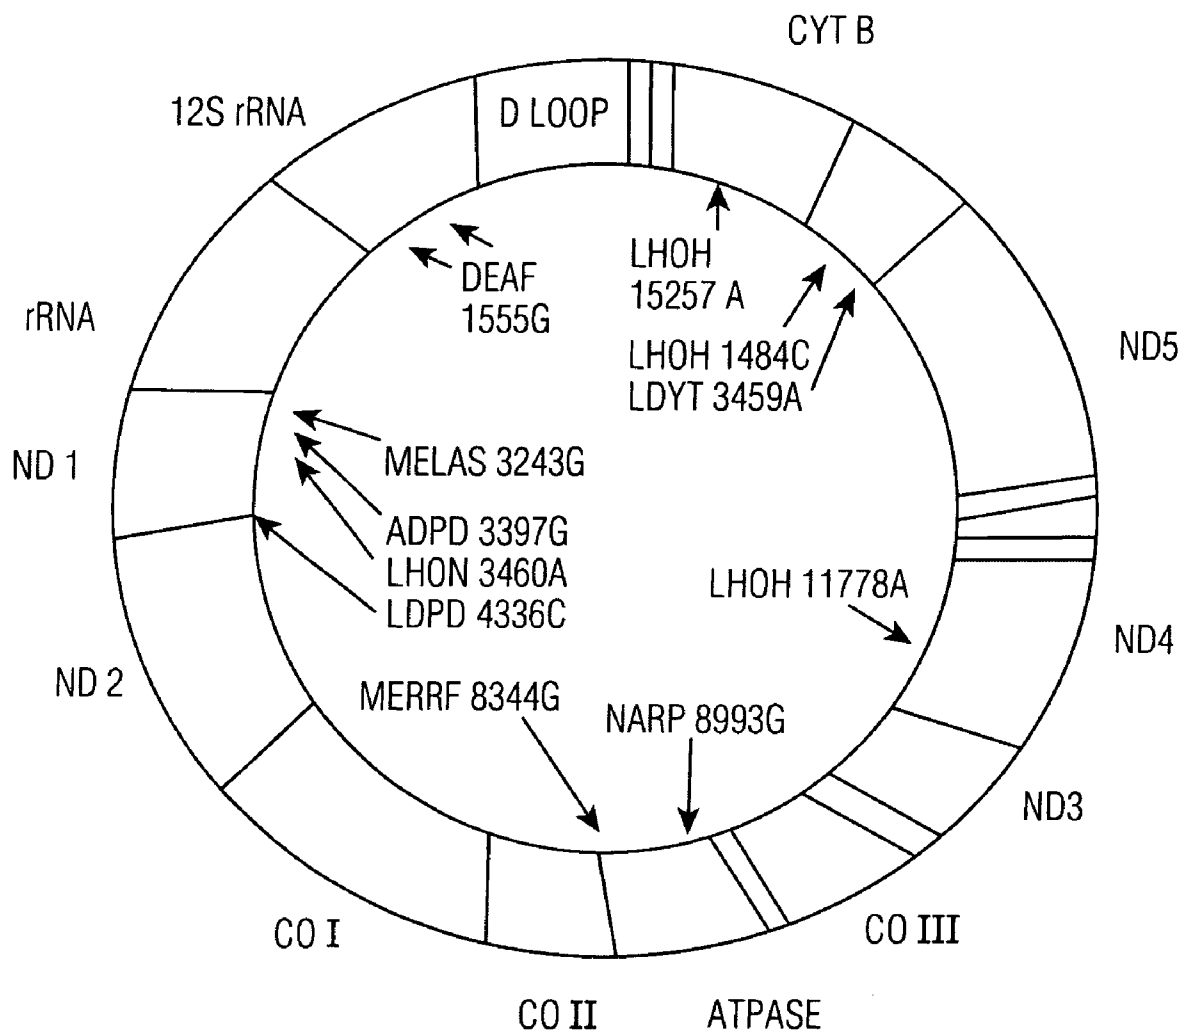 CYT B
12S rRNA
D LOOP
LHOH
15257 A
DEAF
1555G
rRNA
LHOH 1484C
LDYT 3459A
ND5
ND 1
MELAS 3243G
ADPD 3397G
LHON 3460A
LDPD 4336C
LHOH 11778A
ND4
ND 2
MERRF 8344G
NARP 8993G
ND3
CO I
CO III
CO II
ATPASE